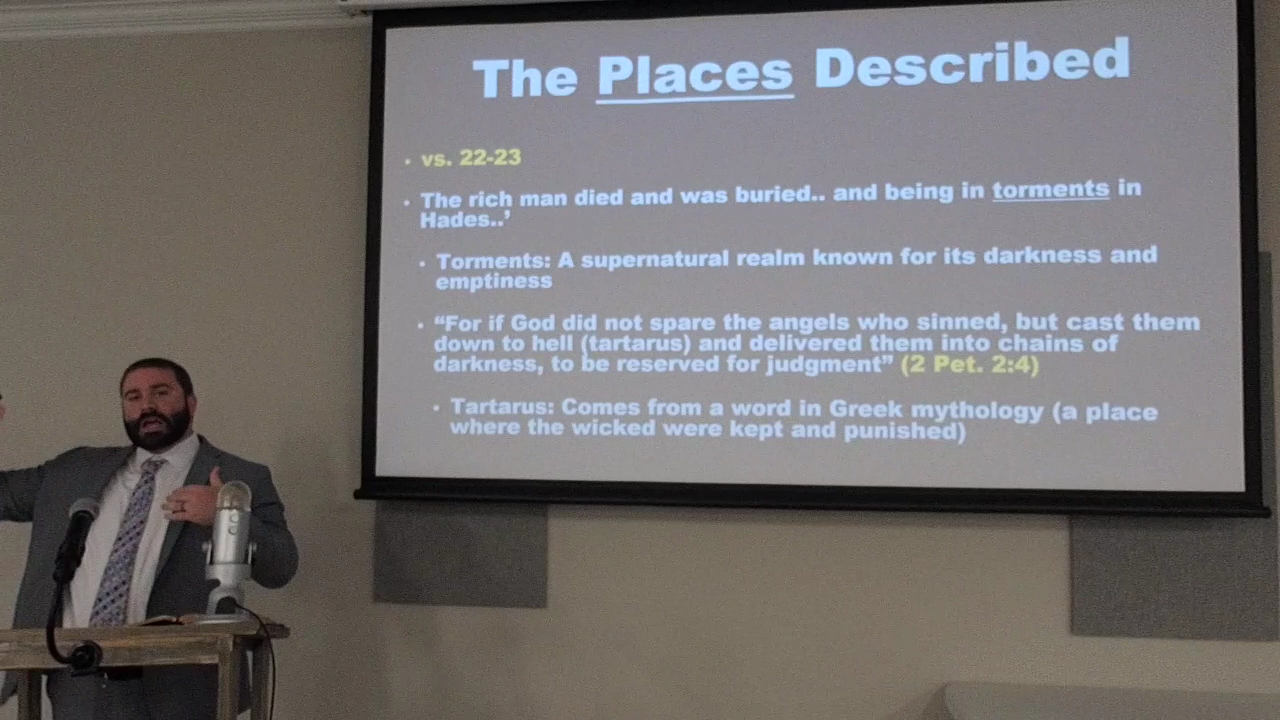 The Places Described
• vs. 22-23
• The rich man died and was buried.. and being in torments in
Hades..’
• Torments: A supernatural realm known for its darkness and
emptiness
• “For if God did not spare the angels who sinned, but cast them
down to hell (tartarus) and delivered them into chains of
darkness, to be reserved for judgment” (2 Pet. 2:4)
• Tartarus: Comes from a word in Greek mythology (a place
where the wicked were kept and punished)